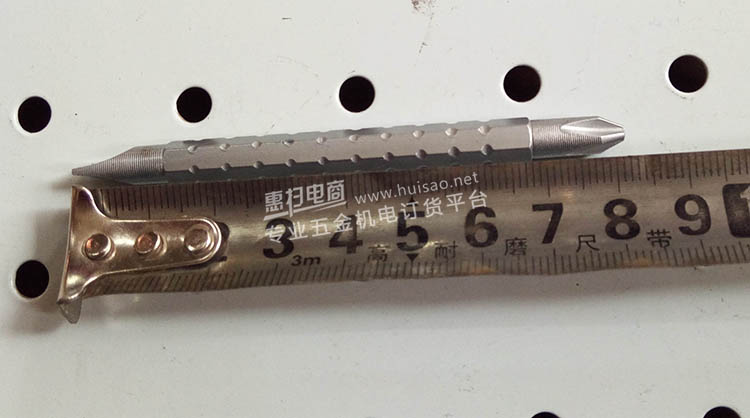 惠扫电商 www.huisao.net
专业五金机电订货平台
3 4 5 6 7 8 9
3m 高 耐 磨 尺 带